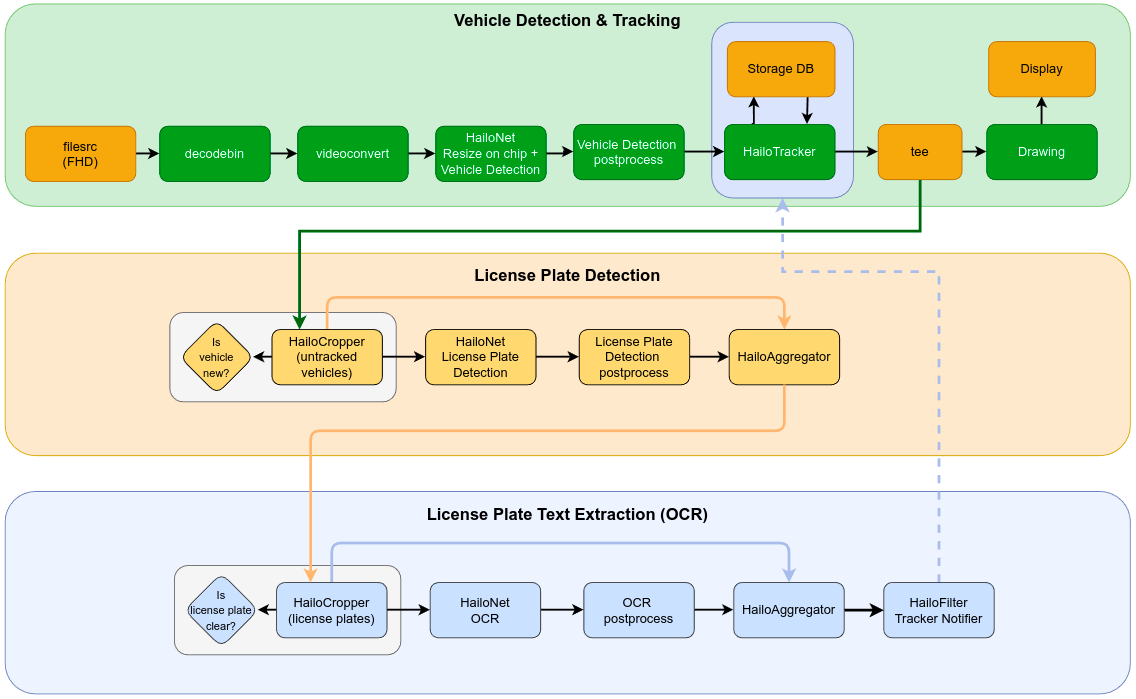 Vehicle Detection & Tracking
Storage DB
Display
filesrc
(FHD)
decodebin
videoconvert
HailoNet
Resize on chip +
Vehicle Detection
Vehicle Detection
postprocess
HailoTracker
tee
Drawing
License Plate Detection
Is
vehicle
new?
HailoCropper
(untracked
vehicles)
HailoNet
License Plate
Detection
License Plate
Detection
postprocess
HailoAggregator
License Plate Text Extraction (OCR)
Is
license plate
clear?
HailoCropper
(license plates)
HailoNet
OCR
OCR
postprocess
HailoAggregator
HailoFilter
Tracker Notifier